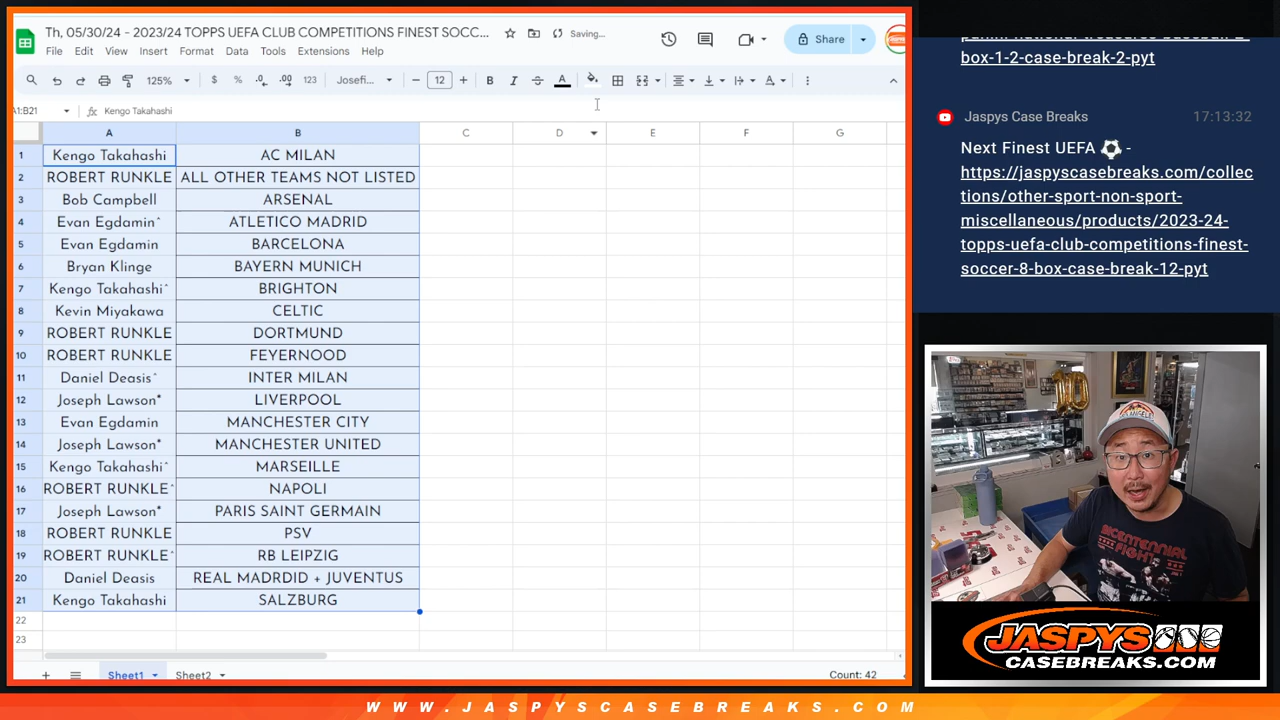 Th, 05/30/24 - 2023/24 TOPPS UEFA CLUB COMPETITIONS FINEST SOCC... Saving...
File Edit View Insert Format Data Tools Extensions Help
Share
125% $ % .0 .00 123 Josefi... 12 B I S A
A1:B21 fx Kengo Takahashi
A B C D E F G
1 Kengo Takahashi AC MILAN
2 ROBERT RUNKLE ALL OTHER TEAMS NOT LISTED
3 Bob Campbell ARSENAL
4 Evan Egdamin^ ATLETICO MADRID
5 Evan Egdamin BARCELONA
6 Bryan Klinge BAYERN MUNICH
7 Kengo Takahashi^ BRIGHTON
8 Kevin Miyakawa CELTIC
9 ROBERT RUNKLE DORTMUND
10 ROBERT RUNKLE FEYERNOOD
11 Daniel Deasis^ INTER MILAN
12 Joseph Lawson* LIVERPOOL
13 Evan Egdamin MANCHESTER CITY
14 Joseph Lawson* MANCHESTER UNITED
15 Kengo Takahashi^ MARSEILLE
16 ROBERT RUNKLE^ NAPOLI
17 Joseph Lawson* PARIS SAINT GERMAIN
18 ROBERT RUNKLE PSV
19 ROBERT RUNKLE^ RB LEIPZIG
20 Daniel Deasis REAL MADRDID + JUVENTUS
21 Kengo Takahashi SALZBURG
22
23
Sheet1 Sheet2 Count: 42
box-1-2-case-break-2-pyt
Jaspys Case Breaks 17:13:32
Next Finest UEFA ⚽ -
https://jaspyscasebreaks.com/collec
tions/other-sport-non-sport-
miscellaneous/products/2023-24-
topps-uefa-club-competitions-finest-
soccer-8-box-case-break-12-pyt
10
BICENTENNIAL
FIGHT
JASPYS
CASEBREAKS.COM
WWW.JASPYSCASEBREAKS.COM